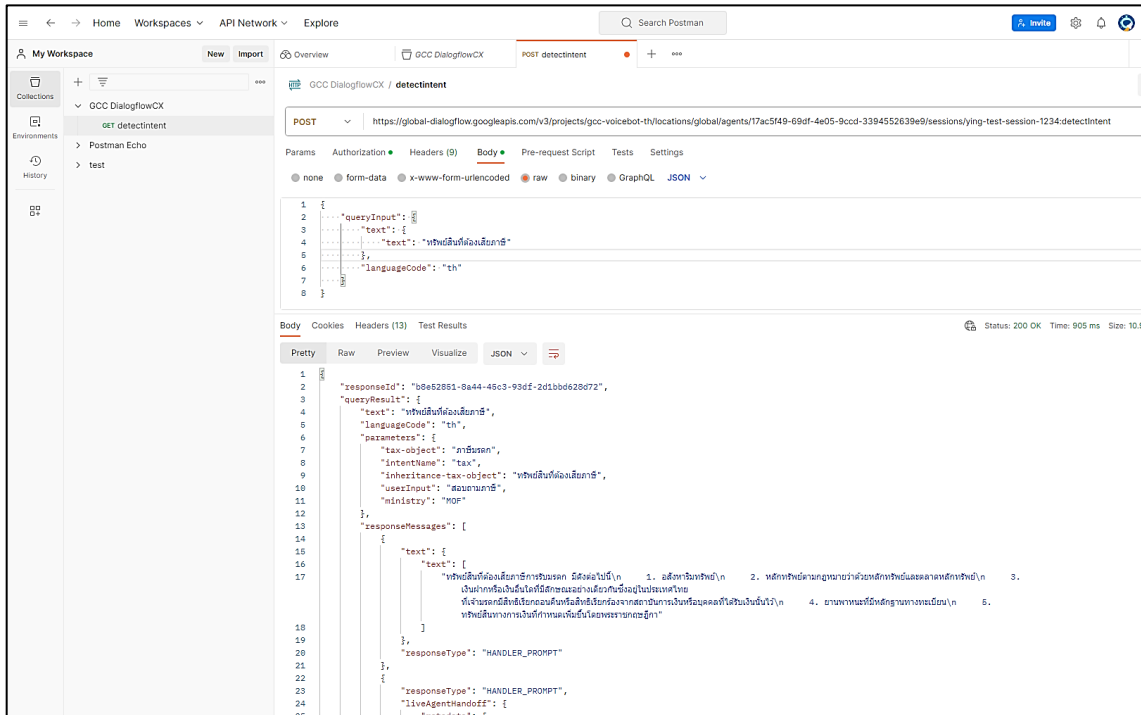 Home Workspaces API Network Explore Search Postman Invite
My Workspace New Import Overview GCC DialogflowCX POST detectintent
Collections
Environments
History
GCC DialogflowCX
GET detectintent
Postman Echo
test
HTTP GCC DialogflowCX / detectintent
POST https://global-dialogflow.googleapis.com/v3/projects/gcc-voicebot-th/locations/global/agents/17ac5f49-69df-4e05-9ccd-3394552639e9/sessions/ying-test-session-1234:detectIntent
Params Authorization Headers (9) Body Pre-request Script Tests Settings
none form-data x-www-form-urlencoded raw binary GraphQL JSON
1 {
2 "queryInput": {
3 "text": {
4 "text": "ทรัพย์สินที่ต้องเสียภาษี"
5 },
6 "languageCode": "th"
7 }
8 }
Body Cookies Headers (13) Test Results Status: 200 OK Time: 905 ms Size: 10.9
Pretty Raw Preview Visualize JSON
1 {
2 "responseId": "b8e52851-8a44-45c3-93df-2d1bbd628d72",
3 "queryResult": {
4 "text": "ทรัพย์สินที่ต้องเสียภาษี",
5 "languageCode": "th",
6 "parameters": {
7 "tax-object": "ภาษีมรดก",
8 "intentName": "tax",
9 "inheritance-tax-object": "ทรัพย์สินที่ต้องเสียภาษี",
10 "userInput": "สอบถามภาษี",
11 "ministry": "MOF"
12 },
13 "responseMessages": [
14 {
15 "text": {
16 "text": [
17 "ทรัพย์สินที่ต้องเสียภาษีการรับมรดก มีดังต่อไปนี้\n 1. อสังหาริมทรัพย์\n 2. หลักทรัพย์ตามกฎหมายว่าด้วยหลักทรัพย์และตลาดหลักทรัพย์\n 3.
เงินฝากหรือเงินอื่นใดที่มีลักษณะอย่างเดียวกันซึ่งอยู่ในประเทศไทย
ที่เจ้ามรดกมีสิทธิเรียกถอนคืนหรือสิทธิเรียกร้องจากสถาบันการเงินหรือบุคคลที่ได้รับเงินนั้นไว้\n 4. ยานพาหนะที่มีหลักฐานทางทะเบียน\n 5.
ทรัพย์สินทางการเงินที่กำหนดเพิ่มขึ้นโดยพระราชกฤษฎีกา"
18 ]
19 },
20 "responseType": "HANDLER_PROMPT"
21 },
22 {
23 "responseType": "HANDLER_PROMPT",
24 "liveAgentHandoff": {